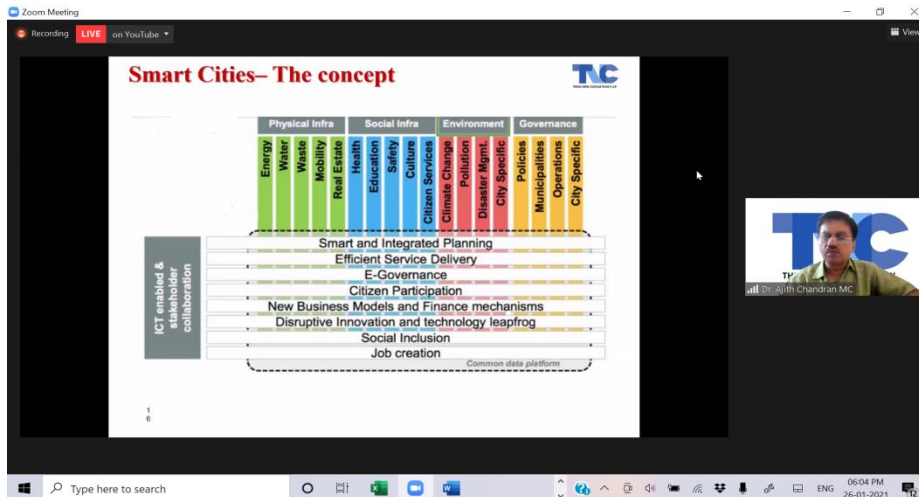 Zoom Meeting
Recording LIVE on YouTube
View
Smart Cities– The concept
TNC
Physical Infra Social Infra Environment Governance
Energy
Water
Waste
Mobility
Real Estate
Health
Education
Safety
Culture
Citizen Services
Climate Change
Pollution
Disaster Mgmt.
City Specific
Policies
Municipalities
Operations
City Specific
ICT enabled &
stakeholder
collaboration
Smart and Integrated Planning
Efficient Service Delivery
E-Governance
Citizen Participation
New Business Models and Finance mechanisms
Disruptive Innovation and technology leapfrog
Social Inclusion
Job creation
Common data platform
1
6
TNC
Dr. Ajith Chandran MC
Type here to search
ENG
06:04 PM
26-01-2021